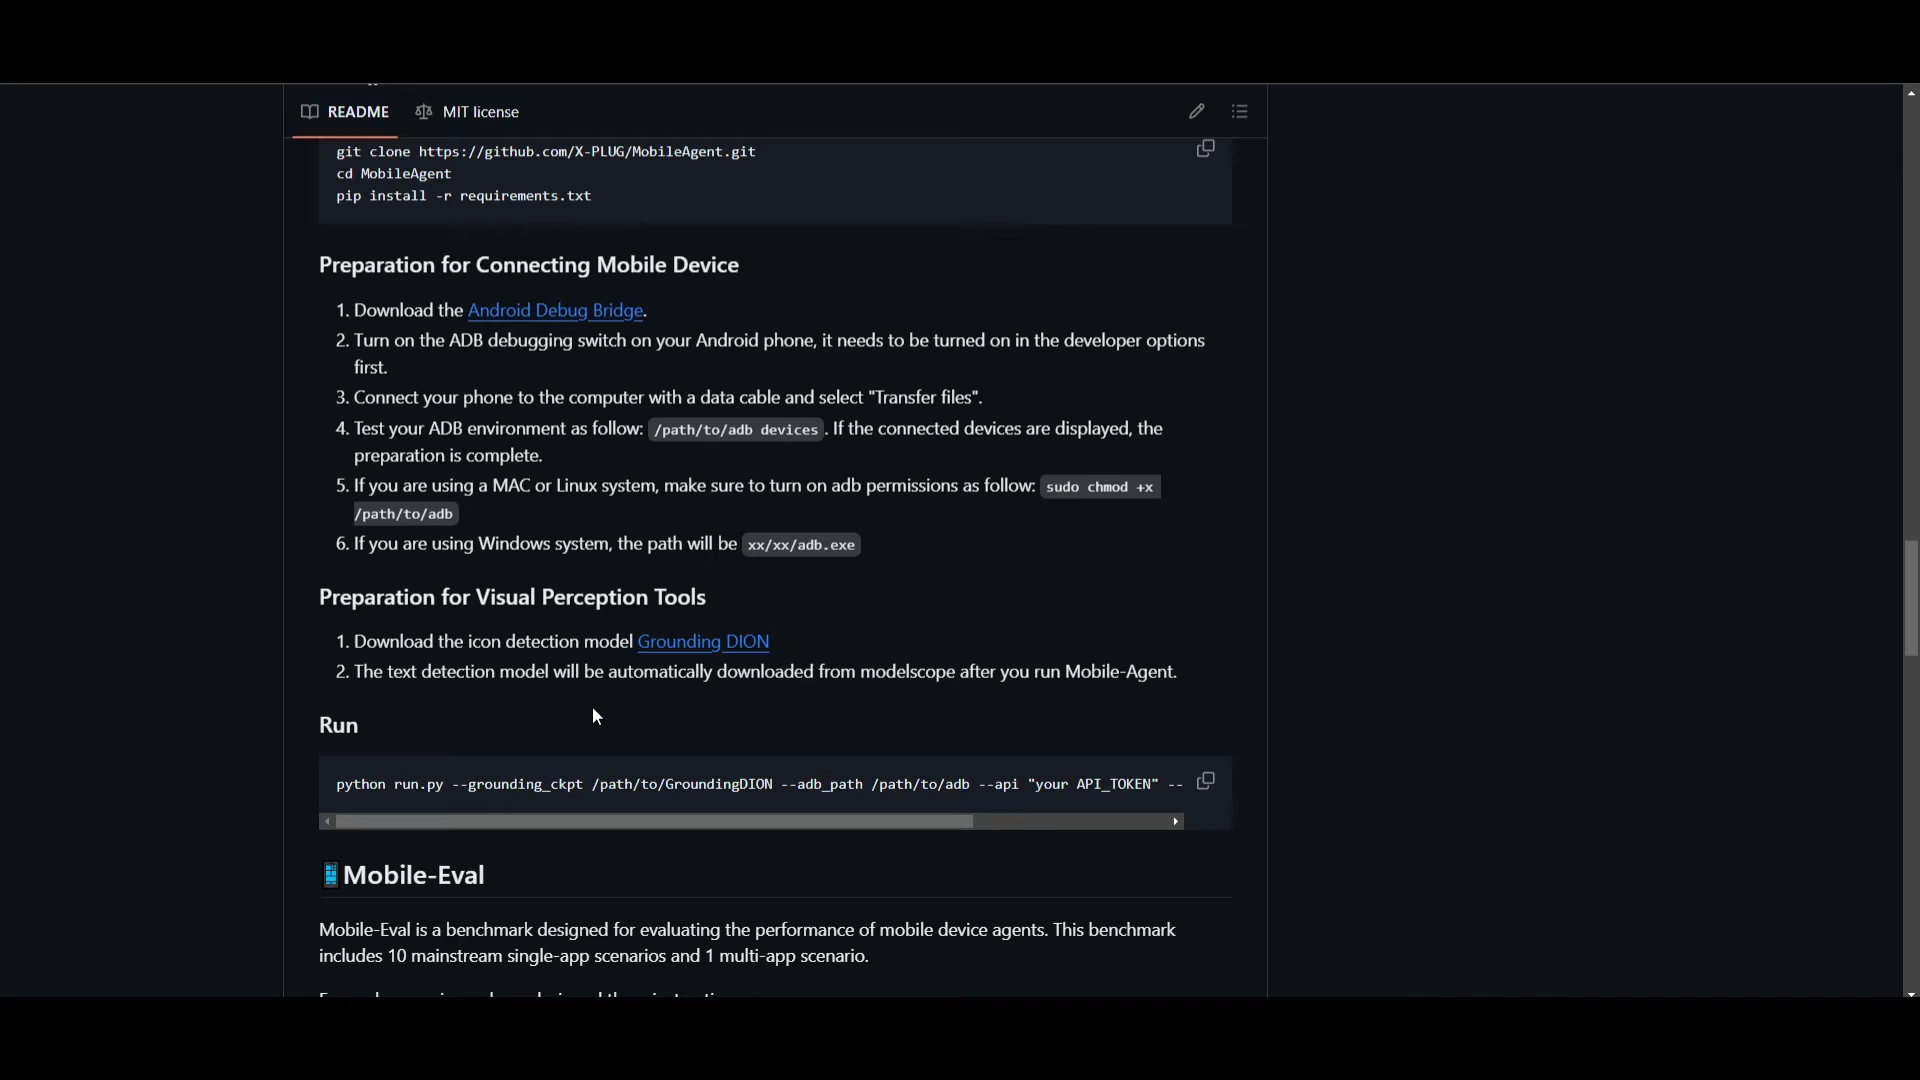 README MIT license
git clone https://github.com/X-PLUG/MobileAgent.git
cd MobileAgent
pip install -r requirements.txt
Preparation for Connecting Mobile Device
1. Download the Android Debug Bridge.
2. Turn on the ADB debugging switch on your Android phone, it needs to be turned on in the developer options
first.
3. Connect your phone to the computer with a data cable and select "Transfer files".
4. Test your ADB environment as follow: /path/to/adb devices . If the connected devices are displayed, the
preparation is complete.
5. If you are using a MAC or Linux system, make sure to turn on adb permissions as follow: sudo chmod +x
/path/to/adb
6. If you are using Windows system, the path will be xx/xx/adb.exe
Preparation for Visual Perception Tools
1. Download the icon detection model Grounding DION
2. The text detection model will be automatically downloaded from modelscope after you run Mobile-Agent.
Run
python run.py --grounding_ckpt /path/to/GroundingDION --adb_path /path/to/adb --api "your API_TOKEN" --
Mobile-Eval
Mobile-Eval is a benchmark designed for evaluating the performance of mobile device agents. This benchmark
includes 10 mainstream single-app scenarios and 1 multi-app scenario.